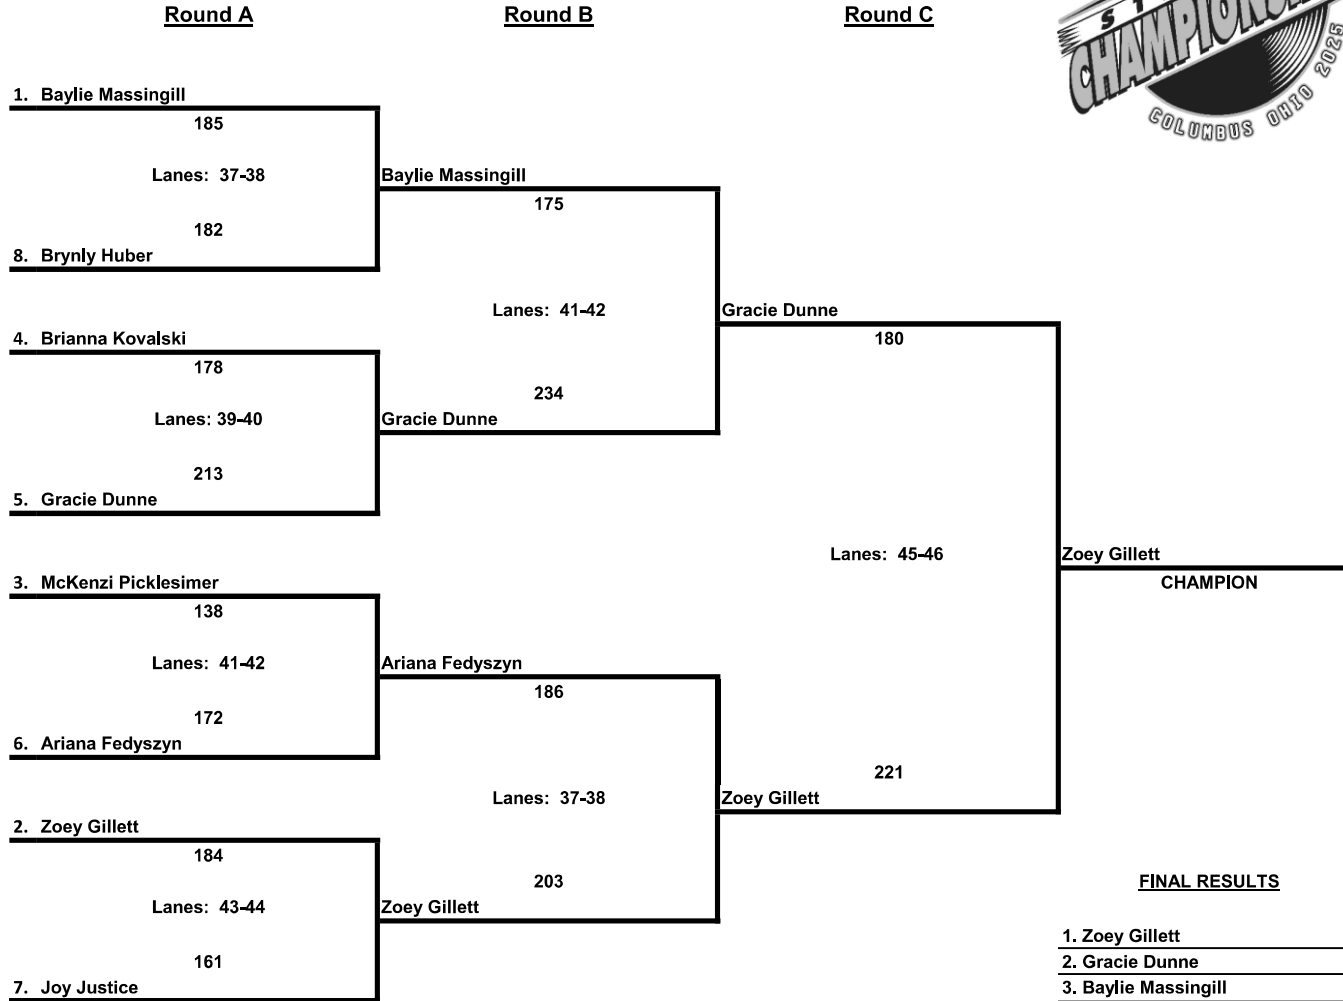 Round A Round B Round C
CHAMPIONSHI
COLUMBUS OHIO 2025
1. Baylie Massingill
185
Lanes: 37-38
182
8. Brynly Huber
4. Brianna Kovalski
178
Lanes: 39-40
213
5. Gracie Dunne
3. McKenzi Picklesimer
138
Lanes: 41-42
172
6. Ariana Fedyszyn
2. Zoey Gillett
184
Lanes: 43-44
161
7. Joy Justice
Baylie Massingill
175
Lanes: 41-42
234
Gracie Dunne
Ariana Fedyszyn
186
Lanes: 37-38
203
Zoey Gillett
Gracie Dunne
180
Lanes: 45-46
221
Zoey Gillett
Zoey Gillett
CHAMPION
FINAL RESULTS
1. Zoey Gillett
2. Gracie Dunne
3. Baylie Massingill